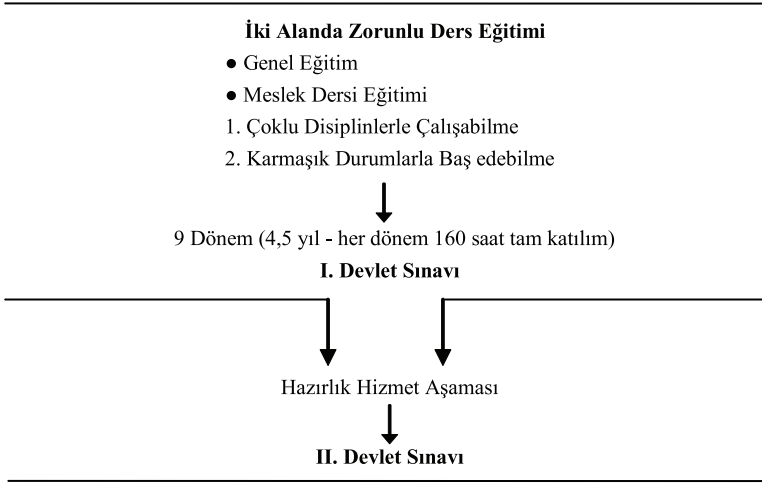 İki Alanda Zorunlu Ders Eğitimi
● Genel Eğitim
● Meslek Dersi Eğitimi
1. Çoklu Disiplinlerle Çalışabilme
2. Karmaşık Durumlarla Baş edebilme
9 Dönem (4,5 yıl - her dönem 160 saat tam katılım)
I. Devlet Sınavı
Hazırlık Hizmet Aşaması
II. Devlet Sınavı